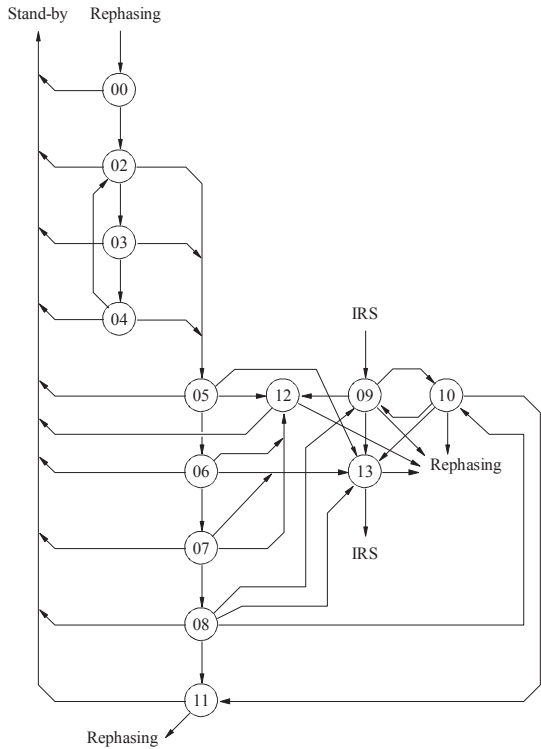 Stand-by Rephasing
00
02
03
04
IRS
05 12 09 10
06 13 Rephasing
07 IRS
08
11
Rephasing